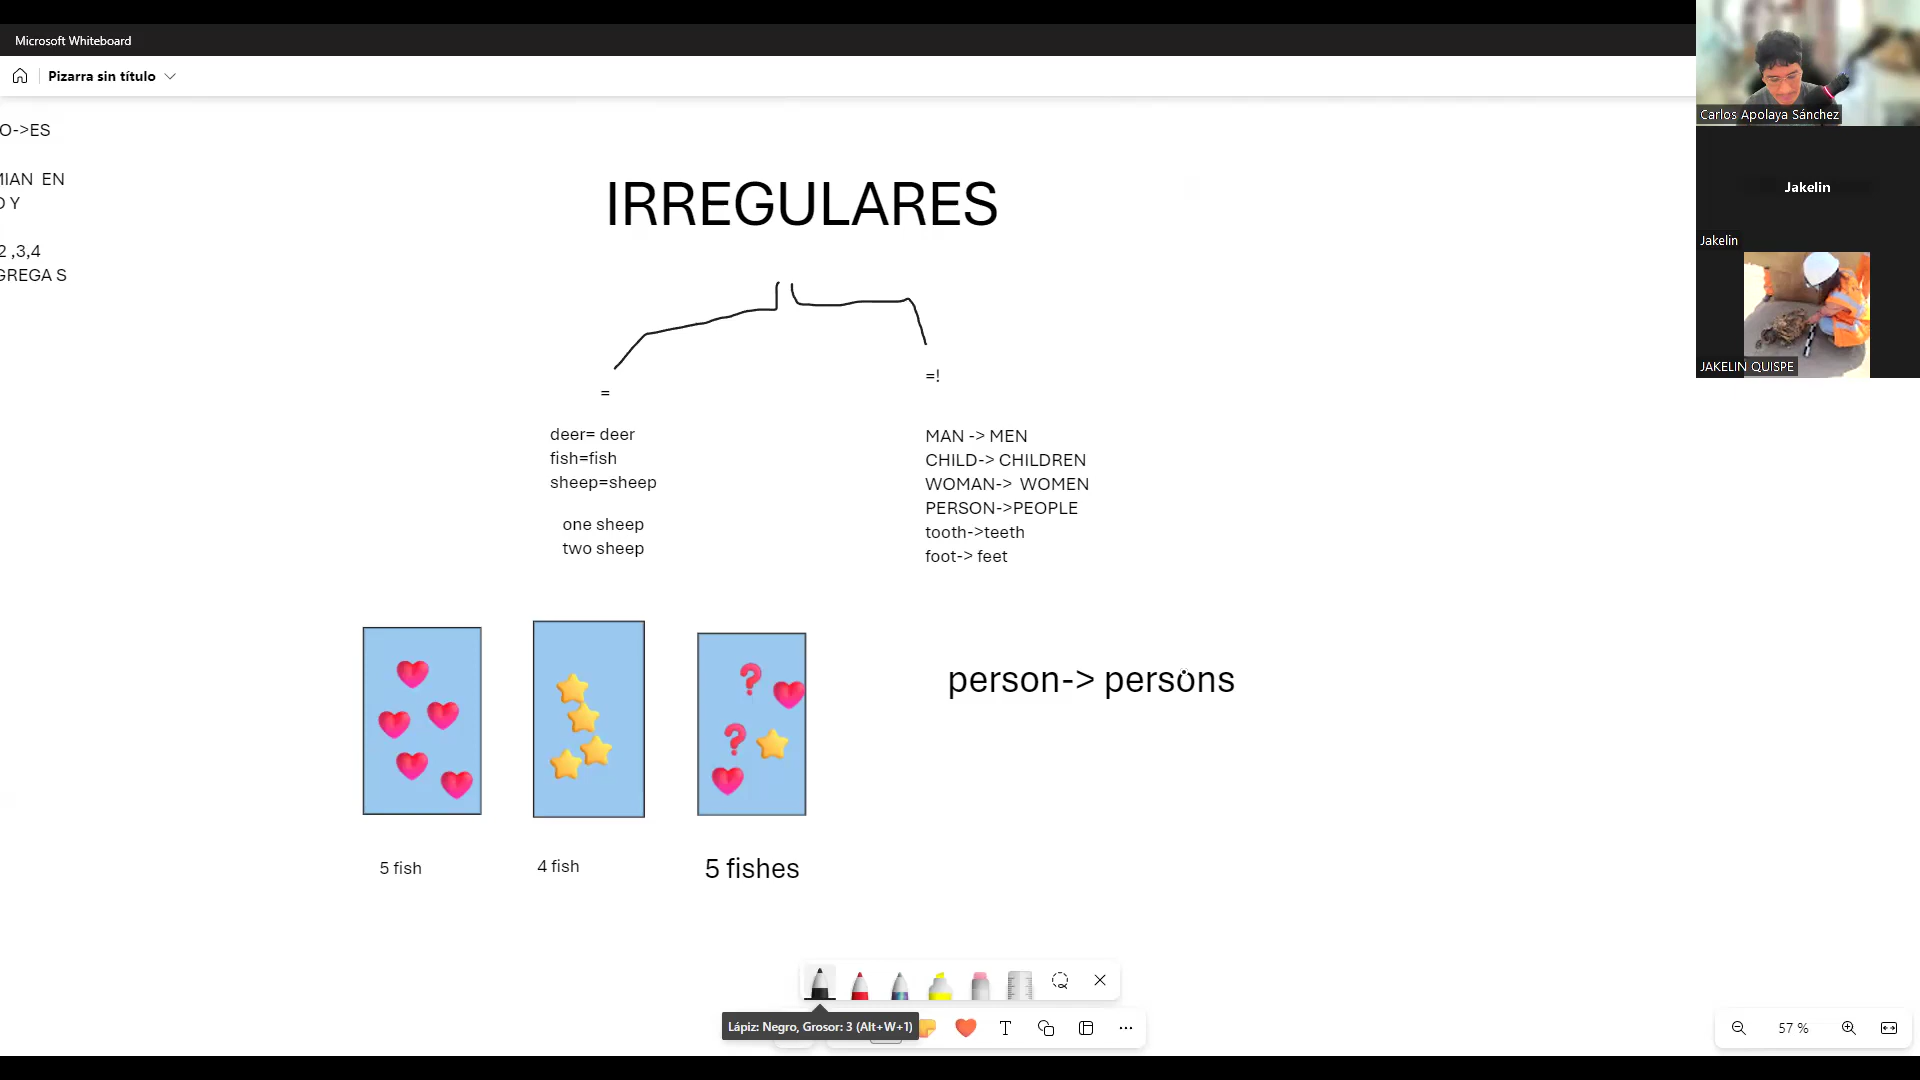 Microsoft Whiteboard
Pizarra sin título
O->ES
MIAN EN
O Y
2 ,3,4
GREGA S
IRREGULARES
=
deer= deer
fish=fish
sheep=sheep
one sheep
two sheep
=!
MAN -> MEN
CHILD-> CHILDREN
WOMAN-> WOMEN
PERSON->PEOPLE
tooth->teeth
foot-> feet
? ?
person-> persons
5 fish
4 fish
5 fishes
Lápiz: Negro, Grosor: 3 (Alt+W+1)
T
57 %
Carlos Apolaya Sánchez
Jakelin
Jakelin
JAKELIN QUISPE